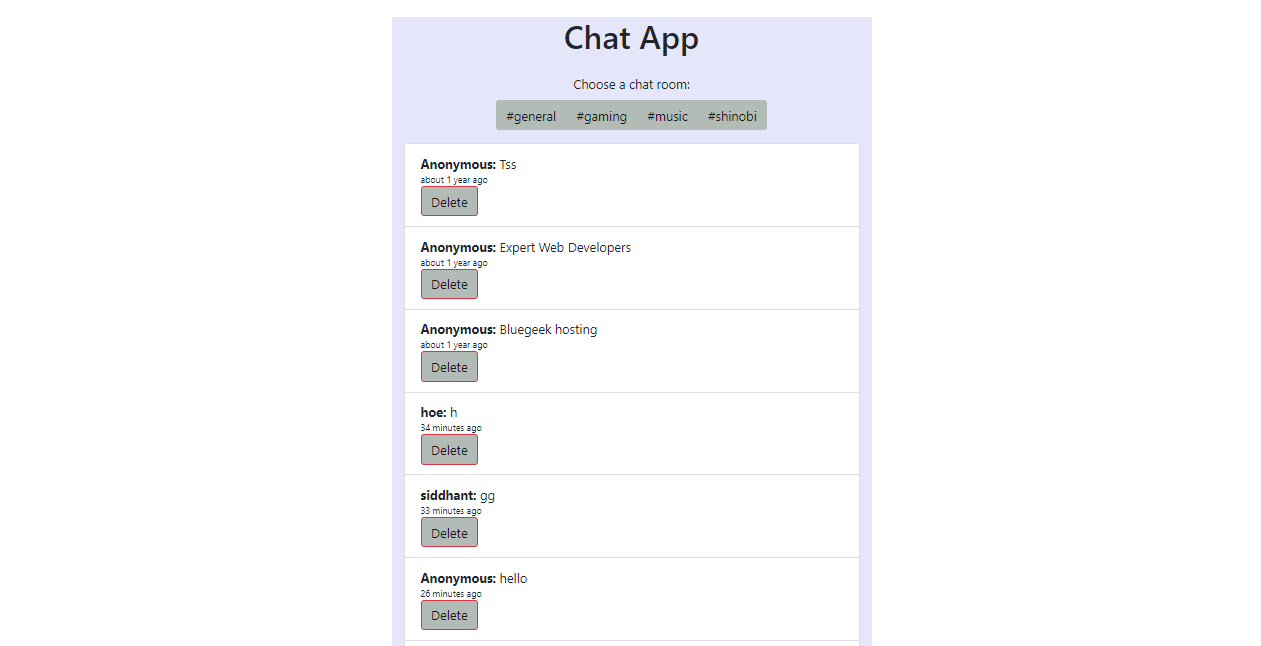 Chat App
Choose a chat room:
#general #gaming #music #shinobi
Anonymous: Tss
about 1 year ago
Delete
Anonymous: Expert Web Developers
about 1 year ago
Delete
Anonymous: Bluegeek hosting
about 1 year ago
Delete
hoe: h
34 minutes ago
Delete
siddhant: gg
33 minutes ago
Delete
Anonymous: hello
26 minutes ago
Delete